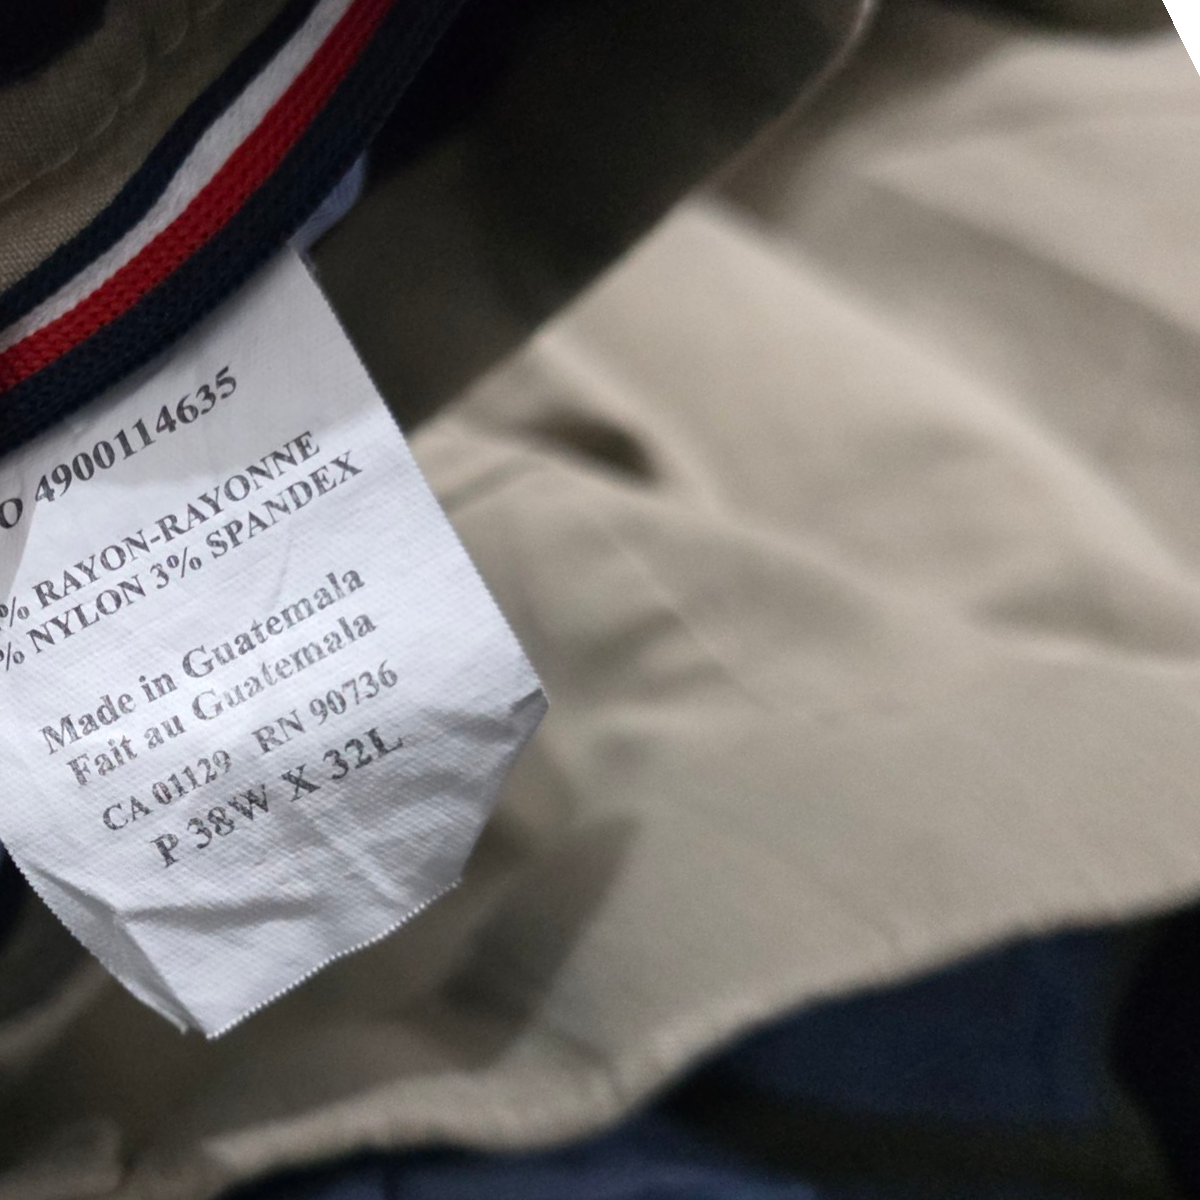 O 4900114635
% RAYON-RAYONNE
% NYLON 3% SPANDEX
Made in Guatemala
Fait au Guatemala
CA 01129 RN 90736
P 38W X 32L